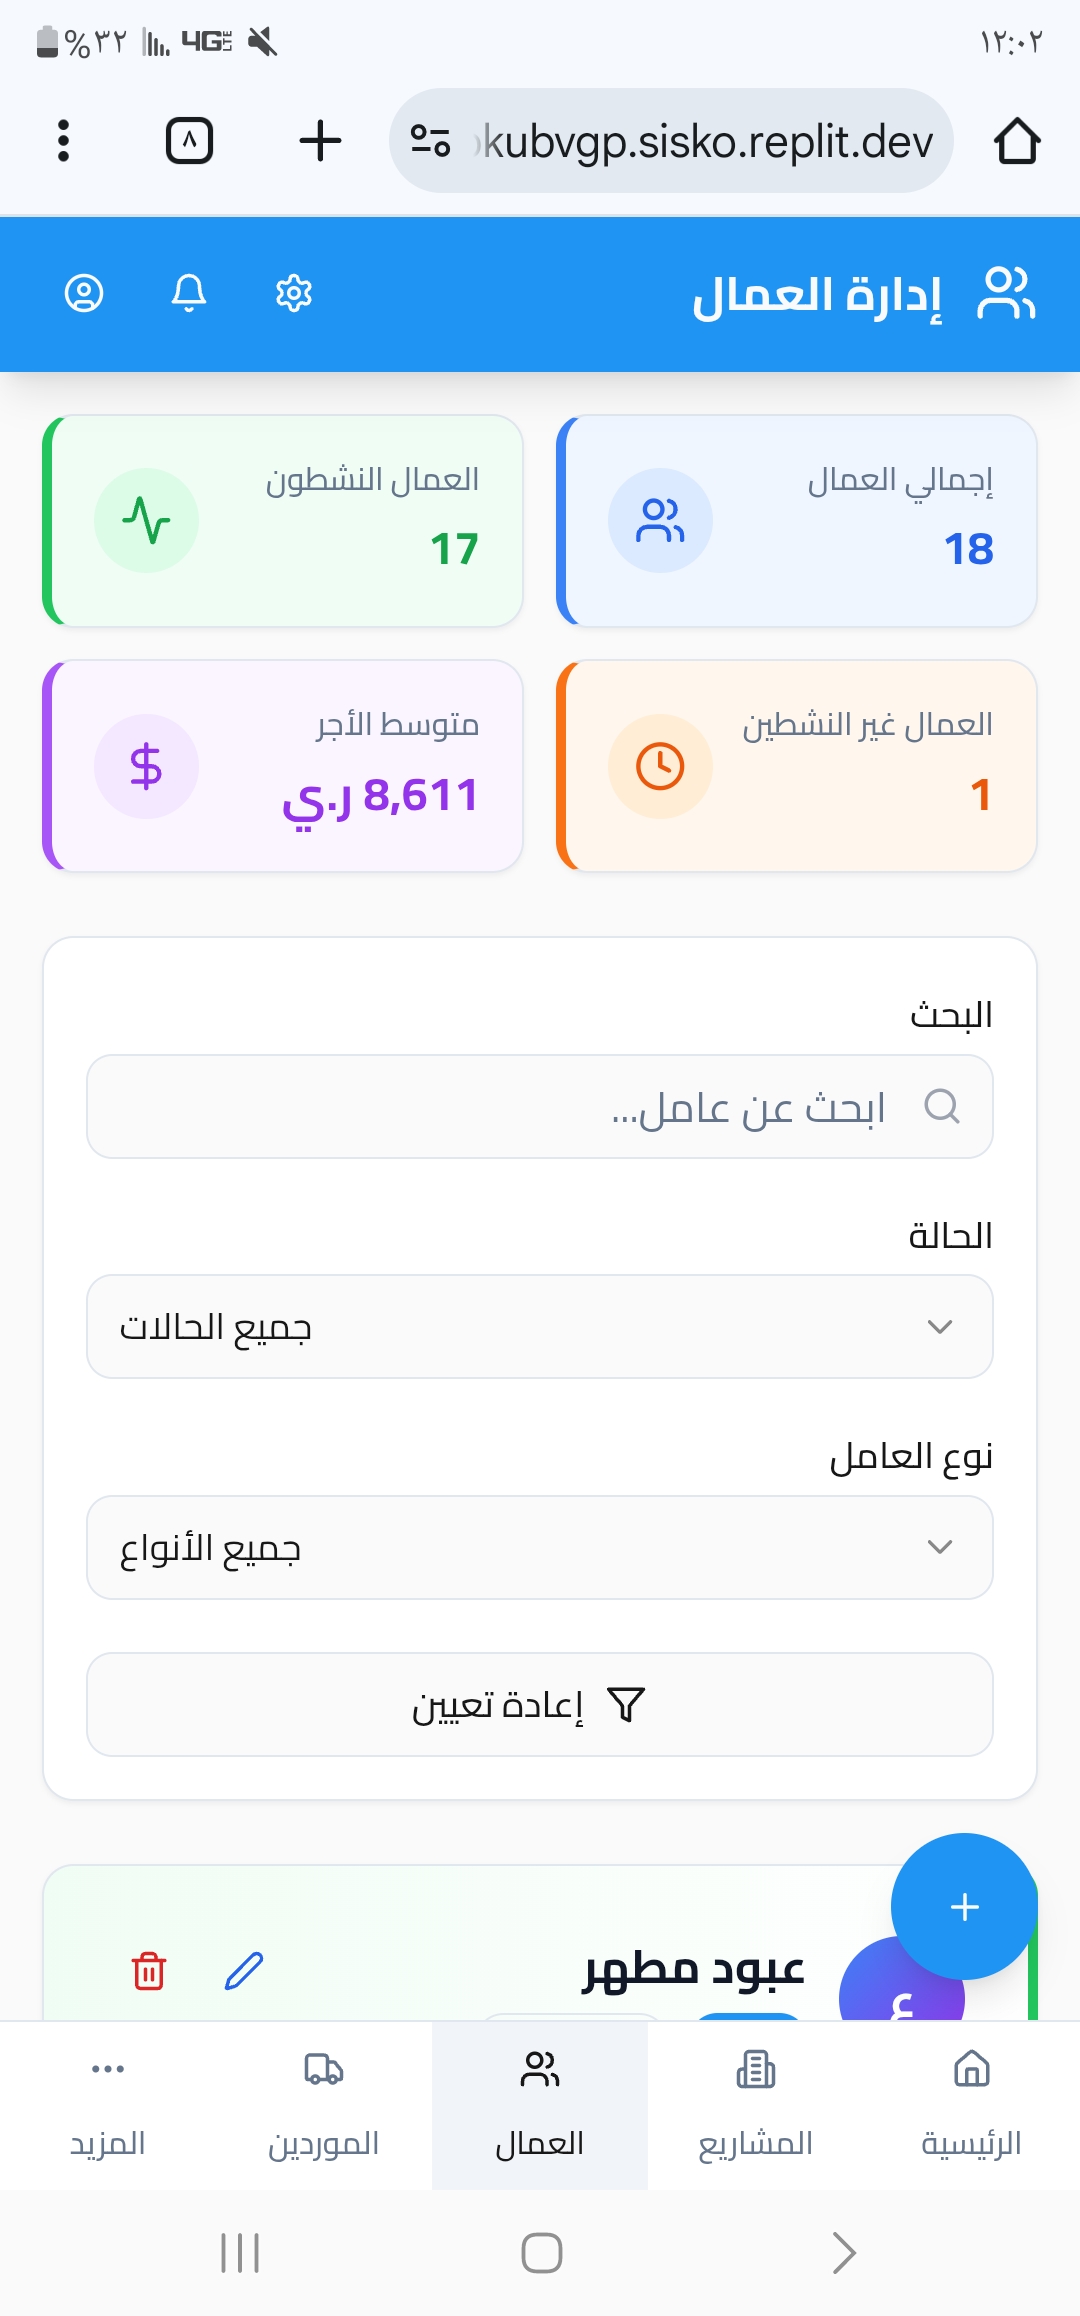 ١٢:٠٢ 4G LTE %٣٢
kubvgp.sisko.replit.dev ٨
إدارة العمال
إجمالي العمال
18
العمال النشطون
17
العمال غير النشطين
1
متوسط الأجر
8,611 ر.ي
البحث
ابحث عن عامل...
الحالة
جميع الحالات
نوع العامل
جميع الأنواع
إعادة تعيين
ع
عبود مطهر
الرئيسية
المشاريع
العمال
الموردين
المزيد